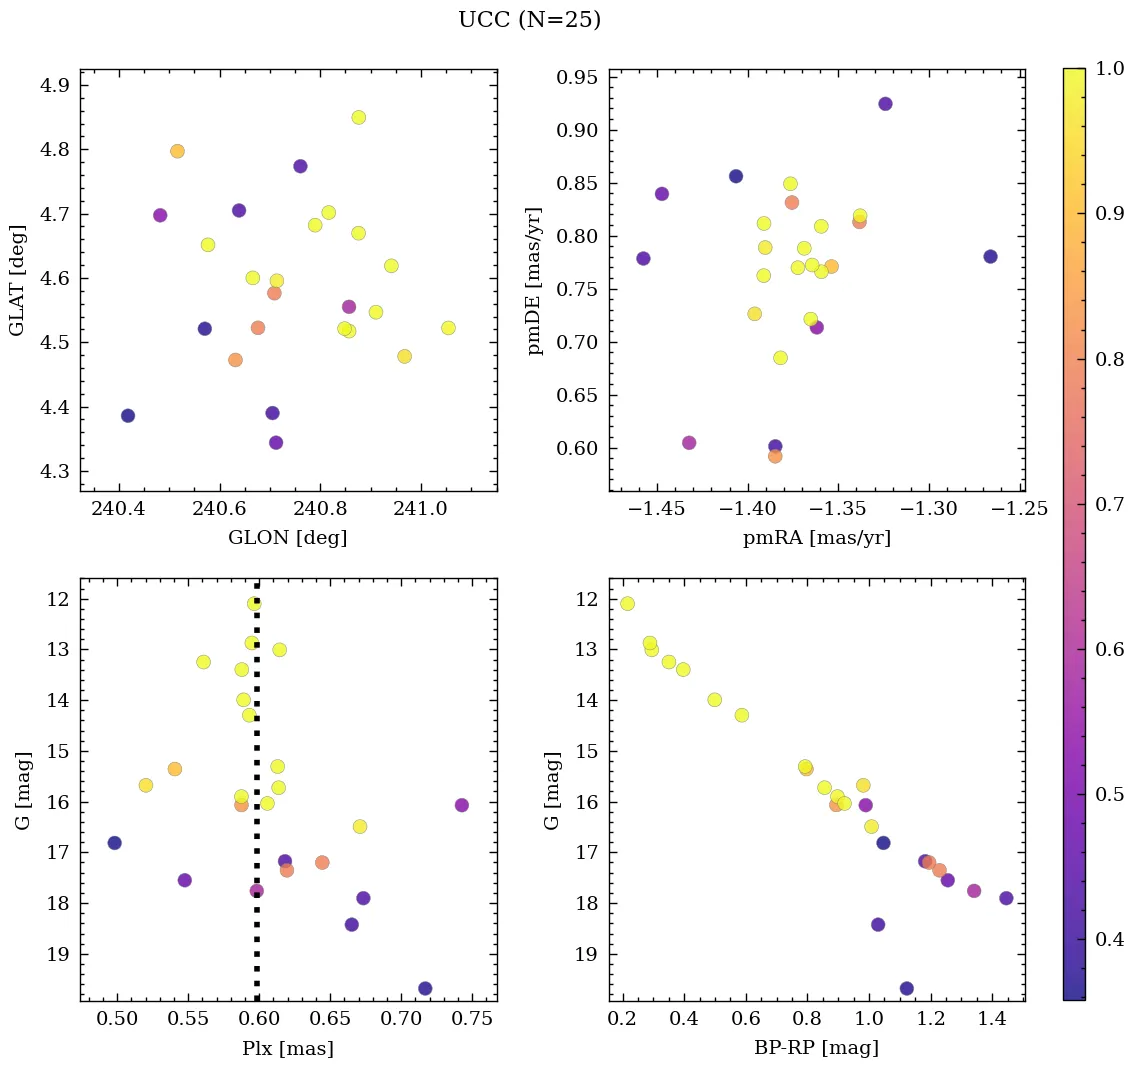 UCC (N=25)
4.9
4.8
4.7
4.6
4.5
4.4
4.3
GLAT [deg]
240.4 240.6 240.8 241.0
GLON [deg]
0.95
0.90
0.85
0.80
0.75
0.70
0.65
0.60
pmDE [mas/yr]
−1.45 −1.40 −1.35 −1.30 −1.25
pmRA [mas/yr]
12
13
14
15
16
17
18
19
G [mag]
0.50 0.55 0.60 0.65 0.70 0.75
Plx [mas]
12
13
14
15
16
17
18
19
G [mag]
0.2 0.4 0.6 0.8 1.0 1.2 1.4
BP-RP [mag]
1.0
0.9
0.8
0.7
0.6
0.5
0.4